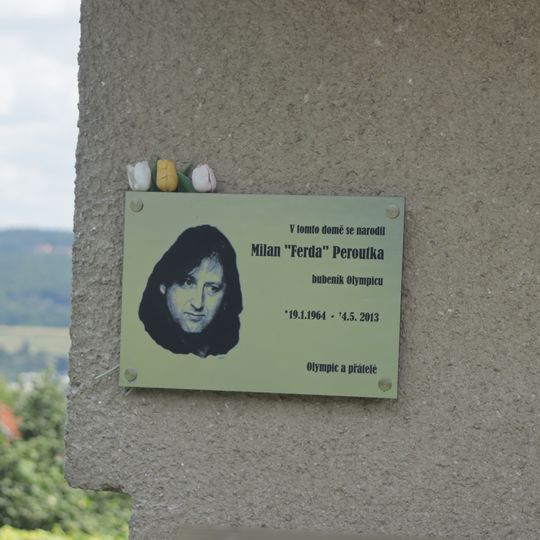 V tomto domě se narodil
Milan "Ferda" Peroutka
bubeník Olympicu
*19.1.1964 - †4.5. 2013
Olympic a přátelé